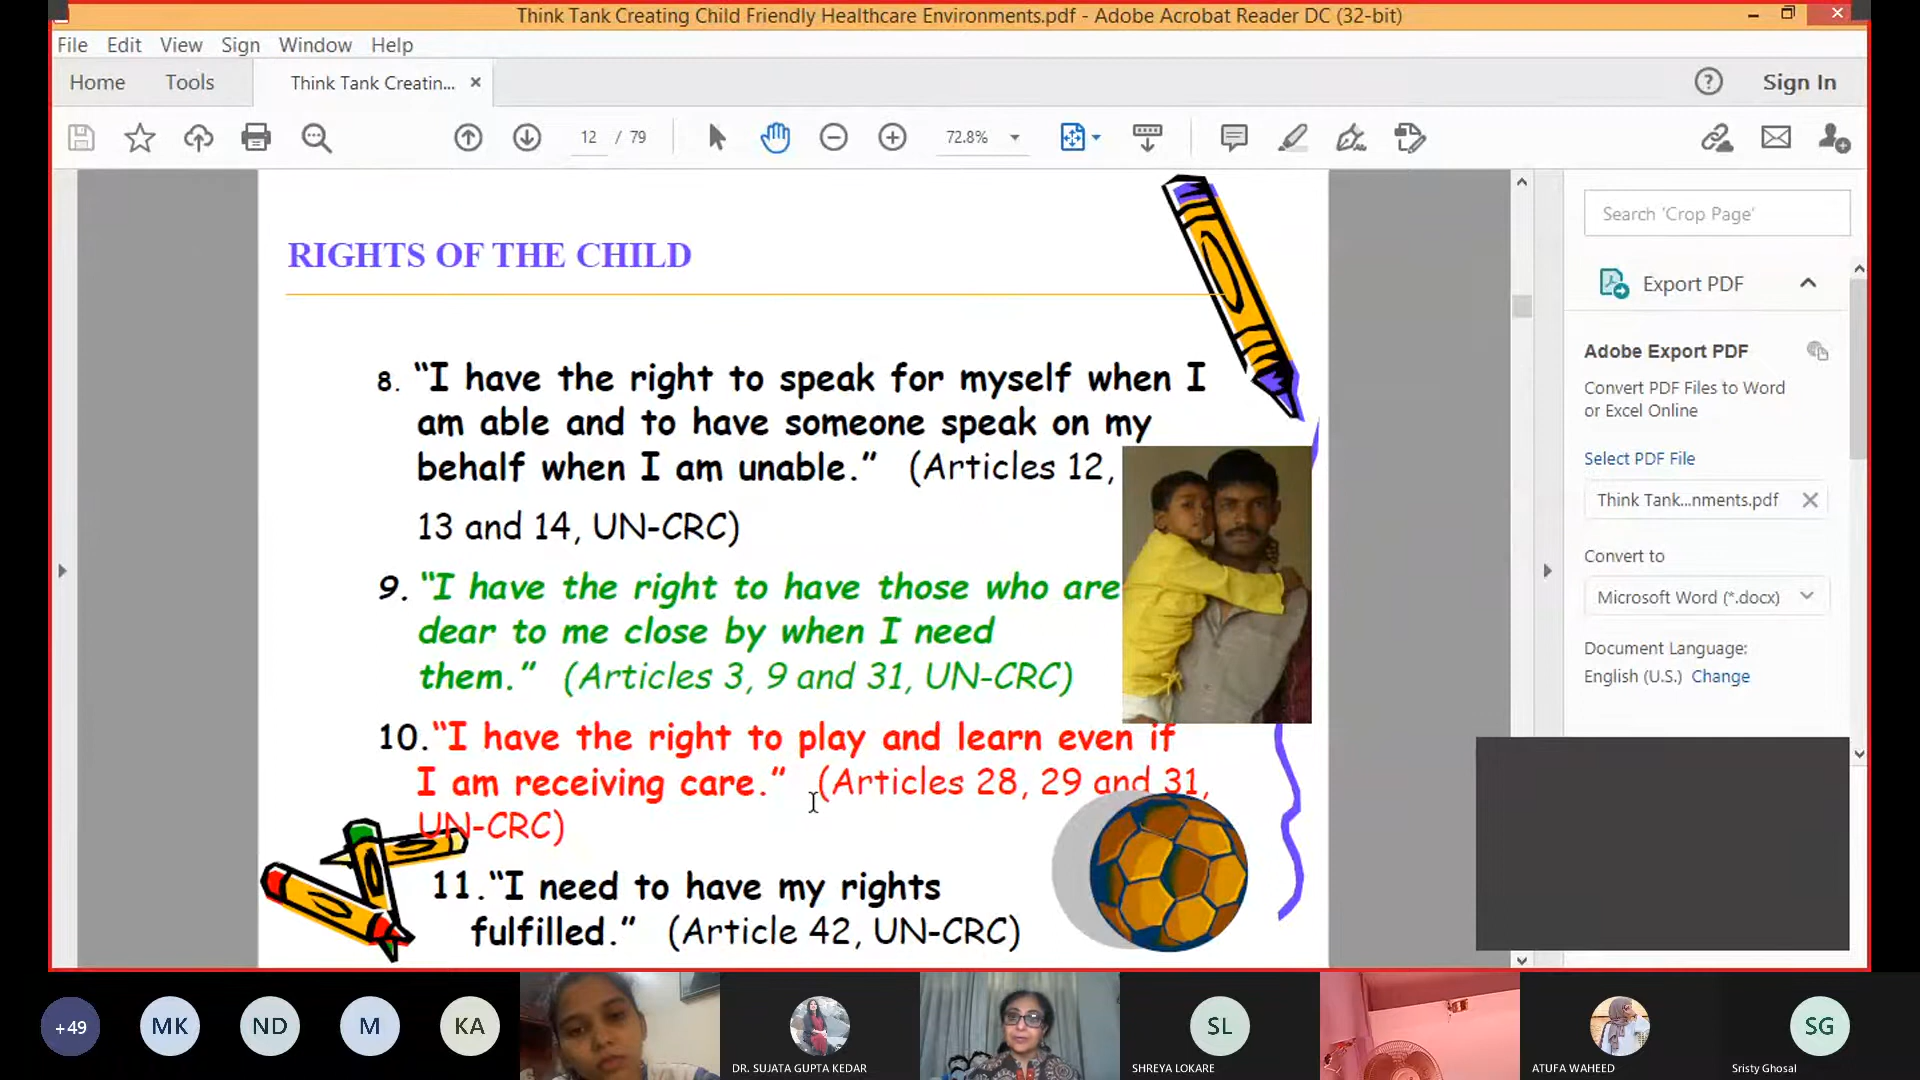 Think Tank Creating Child Friendly Healthcare Environments.pdf - Adobe Acrobat Reader DC (32-bit)
File Edit View Sign Window Help
Home Tools Think Tank Creatin... ×
Sign In
12 / 79 72.8%
Search 'Crop Page'
Export PDF
Adobe Export PDF
Convert PDF Files to Word
or Excel Online
Select PDF File
Think Tank...nments.pdf
Convert to
Microsoft Word (*.docx)
Document Language:
English (U.S.) Change
RIGHTS OF THE CHILD
8. “I have the right to speak for myself when I
am able and to have someone speak on my
behalf when I am unable.” (Articles 12,
13 and 14, UN-CRC)
9. “I have the right to have those who are
dear to me close by when I need
them.” (Articles 3, 9 and 31, UN-CRC)
10.“I have the right to play and learn even if
I am receiving care.” (Articles 28, 29 and 31,
UN-CRC)
11.“I need to have my rights
fulfilled.” (Article 42, UN-CRC)
+49 MK ND M KA SL SG
DR. SUJATA GUPTA KEDAR SHREYA LOKARE ATUFA WAHEED Sristy Ghosal